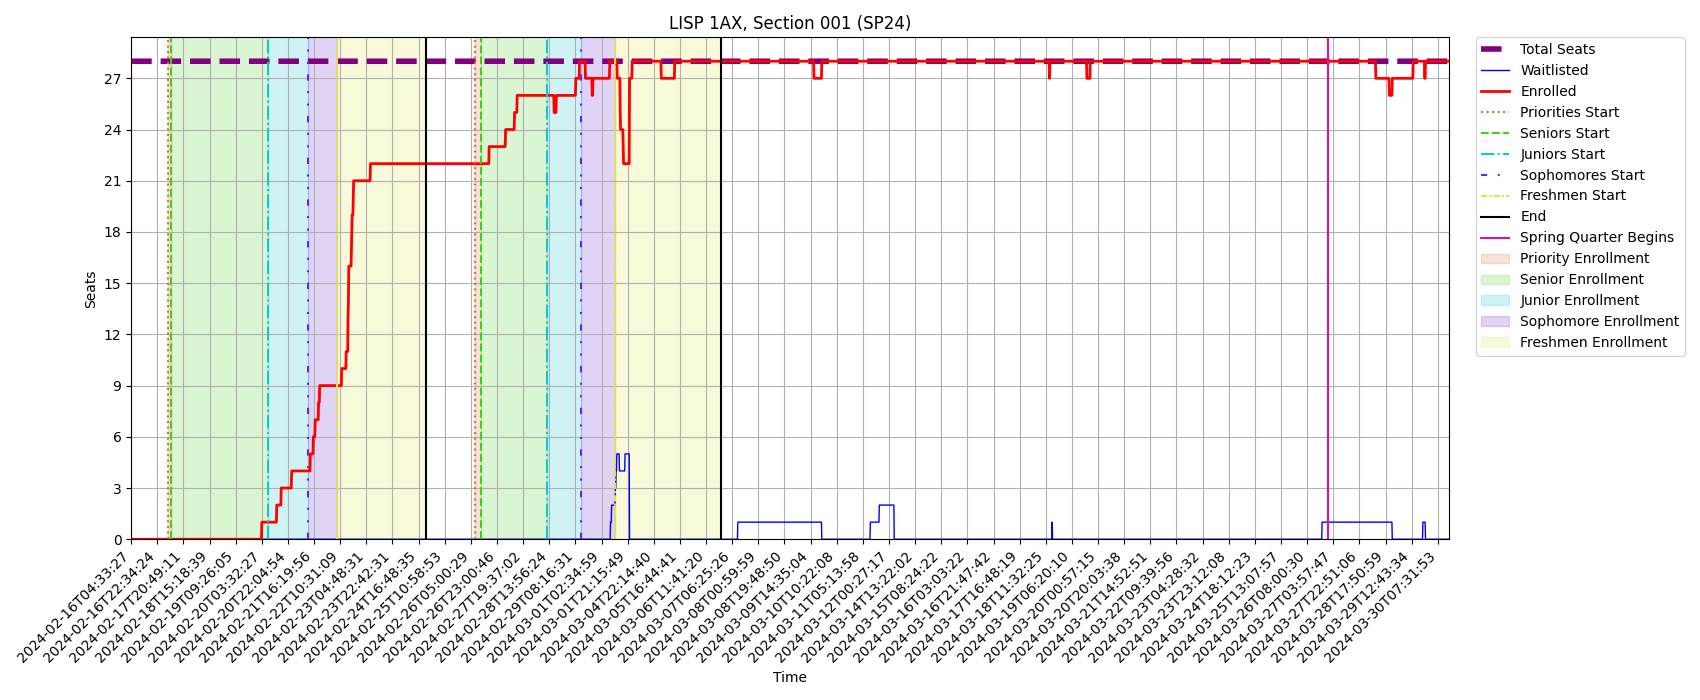 LISP 1AX, Section 001 (SP24)
Seats
27
24
21
18
15
12
9
6
3
0
2024-02-16T04:33:27
2024-02-16T22:34:24
2024-02-17T20:49:11
2024-02-18T15:18:39
2024-02-19T09:26:05
2024-02-20T03:32:27
2024-02-20T22:04:54
2024-02-21T16:19:56
2024-02-22T10:31:09
2024-02-23T04:48:31
2024-02-23T22:42:31
2024-02-24T16:48:35
2024-02-25T10:58:53
2024-02-26T05:00:29
2024-02-26T23:00:46
2024-02-27T19:37:02
2024-02-28T13:56:24
2024-02-29T08:16:31
2024-03-01T02:34:59
2024-03-01T21:15:49
2024-03-04T22:14:40
2024-03-05T16:44:41
2024-03-06T11:41:20
2024-03-07T06:25:26
2024-03-08T00:59:59
2024-03-08T19:48:50
2024-03-09T14:35:04
2024-03-10T10:22:08
2024-03-11T05:13:58
2024-03-12T00:27:17
2024-03-14T13:22:02
2024-03-15T08:24:22
2024-03-16T03:03:22
2024-03-16T21:47:42
2024-03-17T16:48:19
2024-03-18T11:32:25
2024-03-19T06:20:10
2024-03-20T00:57:15
2024-03-20T20:03:38
2024-03-21T14:52:51
2024-03-22T09:39:56
2024-03-23T04:28:32
2024-03-23T23:12:08
2024-03-24T18:12:23
2024-03-25T13:07:57
2024-03-26T08:00:30
2024-03-27T03:57:47
2024-03-27T22:51:06
2024-03-28T17:50:59
2024-03-29T12:43:34
2024-03-30T07:31:53
Time
Total Seats
Waitlisted
Enrolled
Priorities Start
Seniors Start
Juniors Start
Sophomores Start
Freshmen Start
End
Spring Quarter Begins
Priority Enrollment
Senior Enrollment
Junior Enrollment
Sophomore Enrollment
Freshmen Enrollment